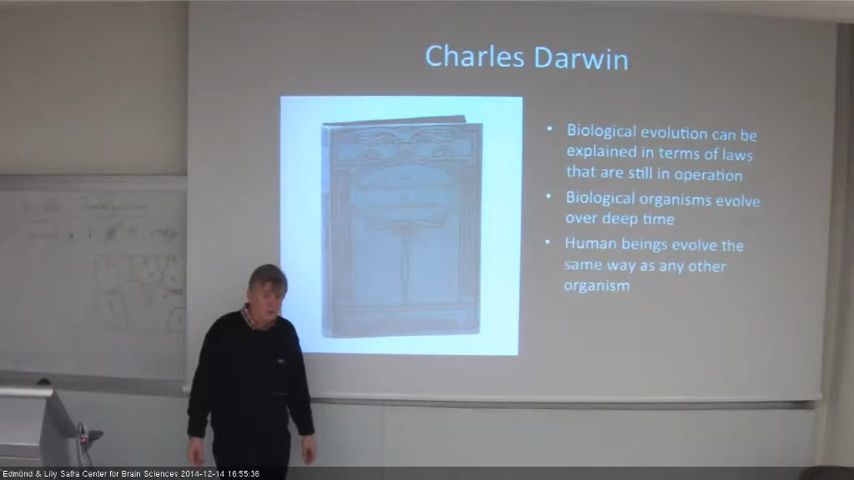 Charles Darwin
• Biological evolution can be
explained in terms of laws
that are still in operation
• Biological organisms evolve
over deep time
• Human beings evolve the
same way as any other
organism
Edmond & Lily Safra Center for Brain Sciences 2014-12-14 16:55:36